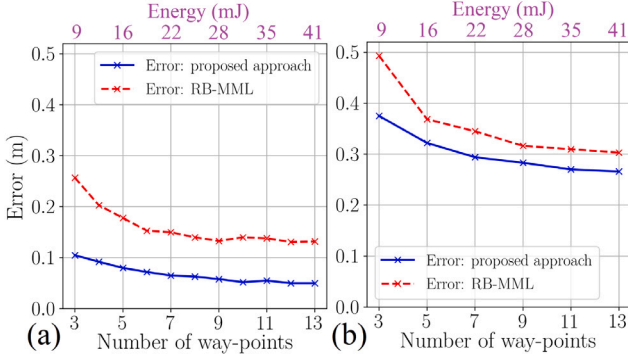 Energy (mJ)
9 16 22 28 35 41
0.5
0.4
0.3
0.2
0.1
0.0
Error (m)
Error: proposed approach
Error: RB-MML
3 5 7 9 11 13
Number of way-points
(a)
Energy (mJ)
9 16 22 28 35 41
0.5
0.4
0.3
0.2
0.1
0.0
Error: proposed approach
Error: RB-MML
3 5 7 9 11 13
Number of way-points
(b)